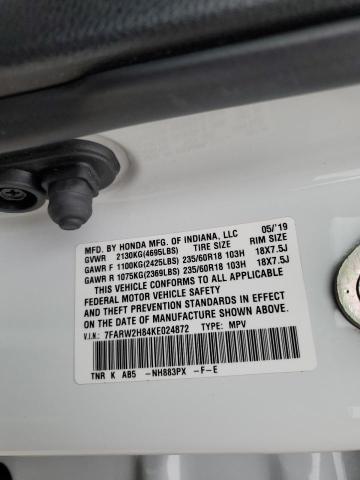 MFD. BY HONDA MFG. OF INDIANA, LLC 05/'19
GVWR 2130KG(4695LBS) TIRE SIZE RIM SIZE
GAWR F 1100KG(2425LBS) 235/60R18 103H 18X7.5J
GAWR R 1075KG(2369LBS) 235/60R18 103H 18X7.5J
THIS VEHICLE CONFORMS TO ALL APPLICABLE
FEDERAL MOTOR VEHICLE SAFETY
AND THEFT PREVENTION STANDARDS IN EFFECT
ON THE DATE OF MANUFACTURE SHOWN ABOVE.
V.I.N.: 7FARW2H84KE024872 TYPE: MPV
TNR K AB5 -NH883PX -F-E